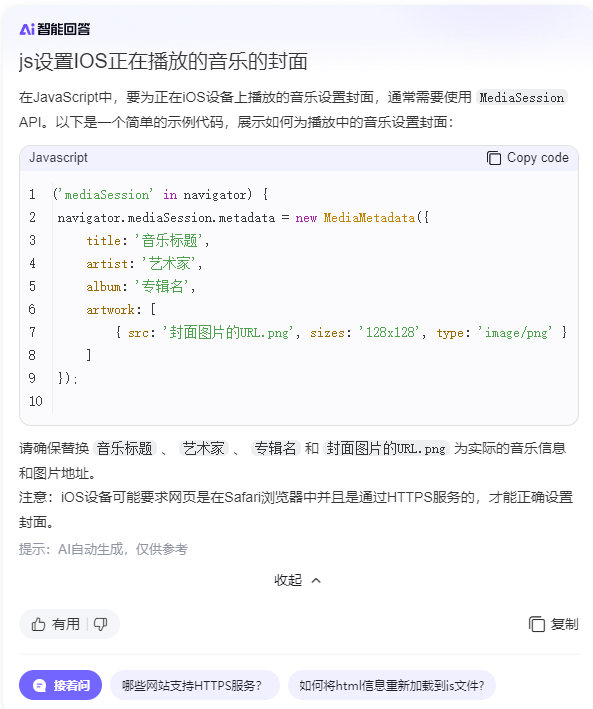 Ai智能回答
js设置IOS正在播放的音乐的封面
在JavaScript中，要为正在iOS设备上播放的音乐设置封面，通常需要使用 MediaSession
API。以下是一个简单的示例代码，展示如何为播放中的音乐设置封面：
Javascript Copy code
1 ('mediaSession' in navigator) {
2 navigator.mediaSession.metadata = new MediaMetadata({
3 title: '音乐标题',
4 artist: '艺术家',
5 album: '专辑名',
6 artwork: [
7 { src: '封面图片的URL.png', sizes: '128x128', type: 'image/png' }
8 ]
9 });
10
请确保替换 音乐标题 、 艺术家 、 专辑名 和 封面图片的URL.png 为实际的音乐信息
和图片地址。
注意：iOS设备可能要求网页是在Safari浏览器中并且是通过HTTPS服务的，才能正确设置
封面。
提示：AI自动生成，仅供参考
收起
有用 复制
接着问 哪些网站支持HTTPS服务? 如何将html信息重新加载到js文件?